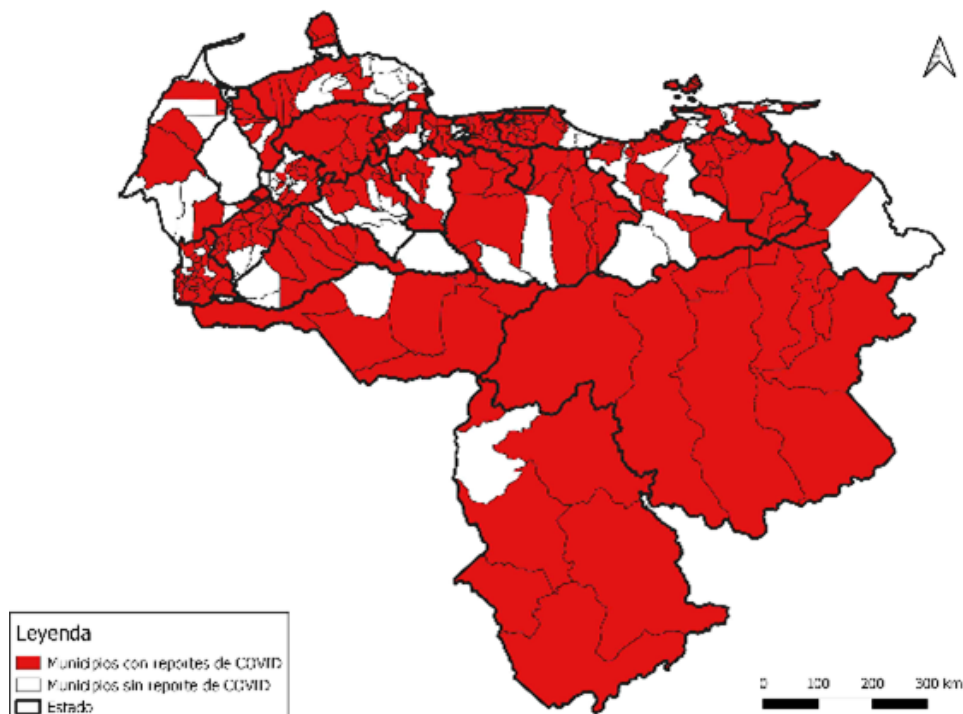 Leyenda
Municipios con reportes de COVID
Municipios sin reporte de COVID
Estado
0 100 200 300 km